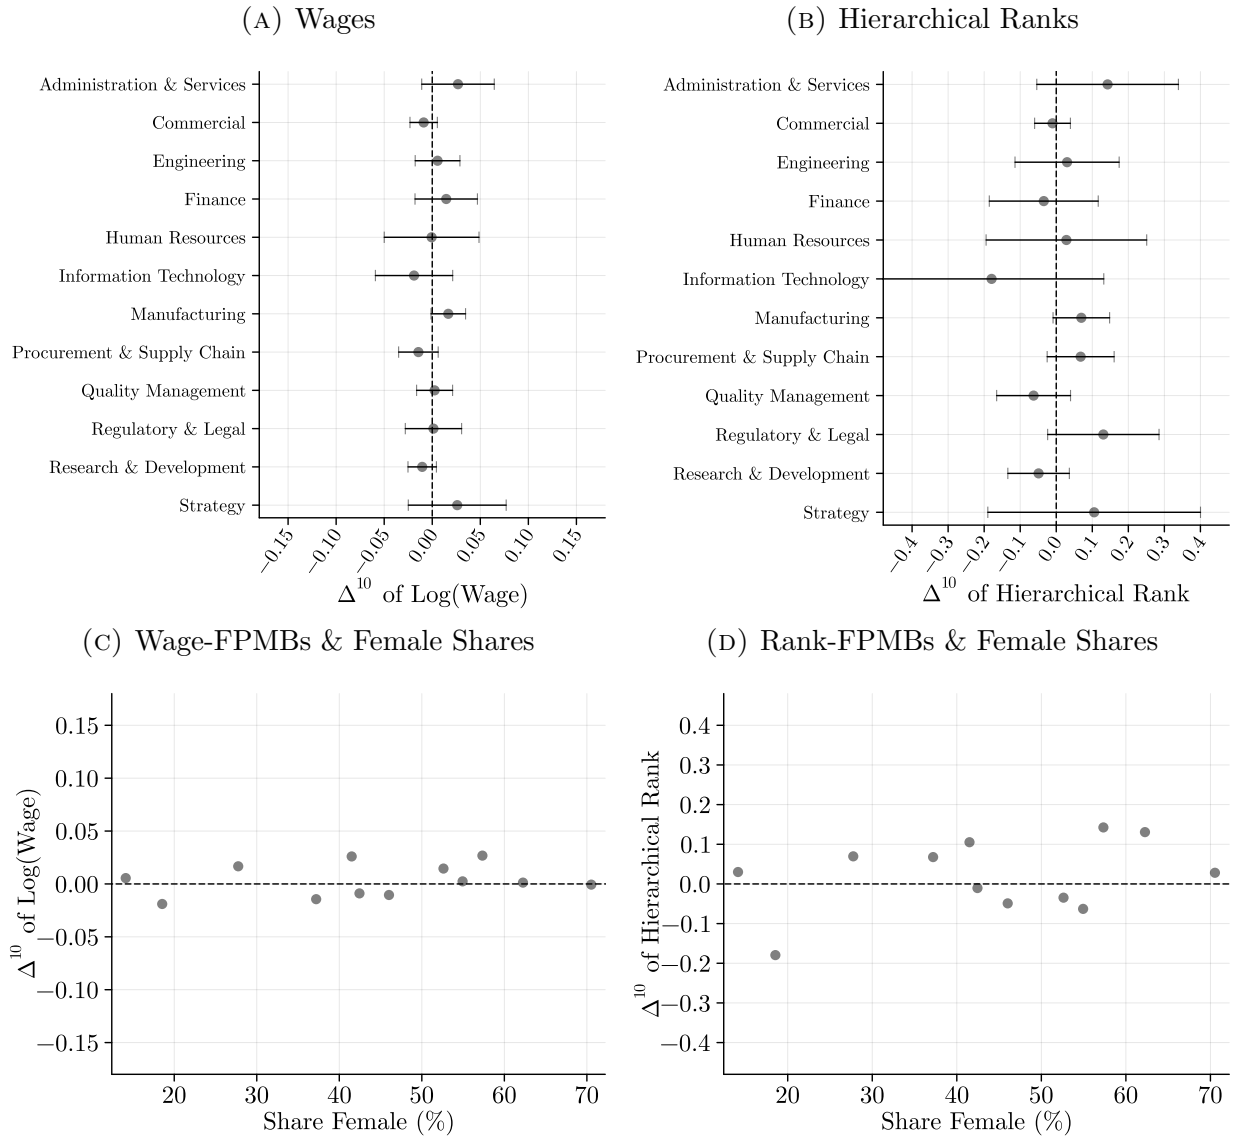 (A) Wages
Administration & Services
Commercial
Engineering
Finance
Human Resources
Information Technology
Manufacturing
Procurement & Supply Chain
Quality Management
Regulatory & Legal
Research & Development
Strategy
−0.15 −0.10 −0.05 0.00 0.05 0.10 0.15
Δ¹⁰ of Log(Wage)
(B) Hierarchical Ranks
Administration & Services
Commercial
Engineering
Finance
Human Resources
Information Technology
Manufacturing
Procurement & Supply Chain
Quality Management
Regulatory & Legal
Research & Development
Strategy
−0.4 −0.3 −0.2 −0.1 0.0 0.1 0.2 0.3 0.4
Δ¹⁰ of Hierarchical Rank
(C) Wage-FPMBs & Female Shares
0.15
0.10
0.05
0.00
−0.05
−0.10
−0.15
Δ¹⁰ of Log(Wage)
20 30 40 50 60 70
Share Female (%)
(D) Rank-FPMBs & Female Shares
0.4
0.3
0.2
0.1
0.0
−0.1
−0.2
−0.3
−0.4
Δ¹⁰ of Hierarchical Rank
20 30 40 50 60 70
Share Female (%)